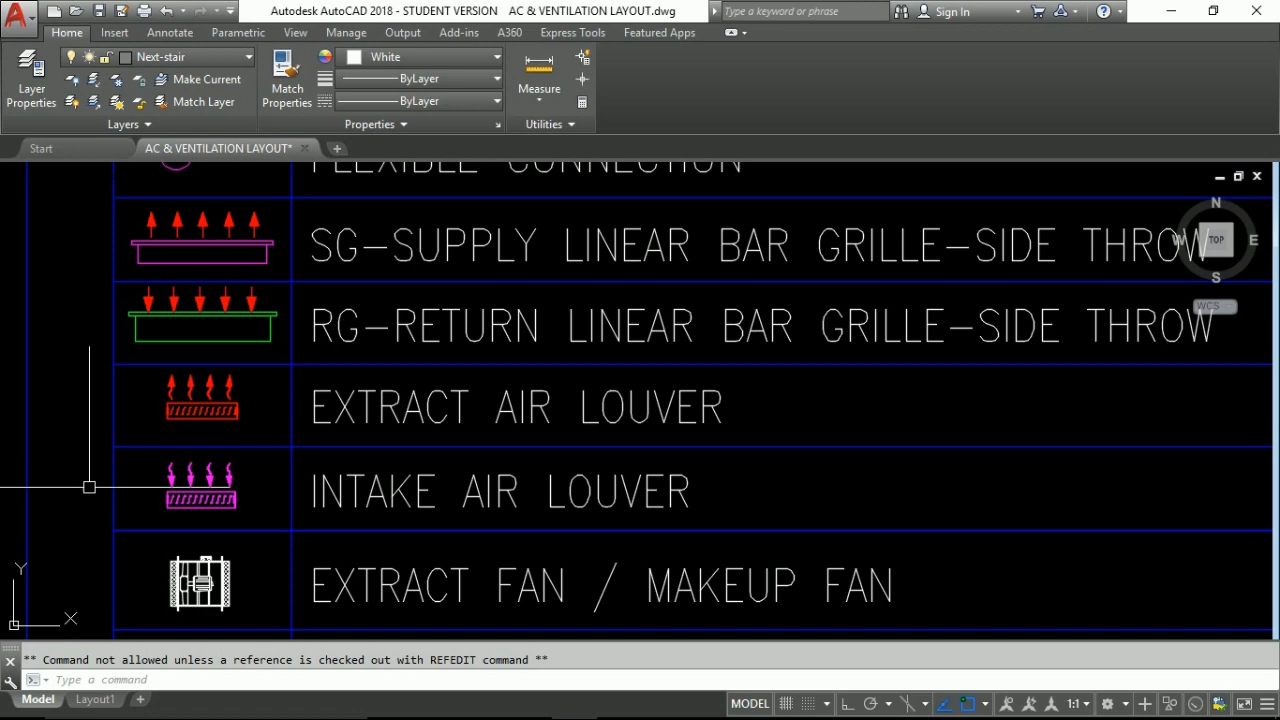 Autodesk AutoCAD 2018 - STUDENT VERSION AC & VENTILATION LAYOUT.dwg
Type a keyword or phrase
Sign In
Home Insert Annotate Parametric View Manage Output Add-ins A360 Express Tools Featured Apps
Layer Properties
Next-stair
Make Current
Match Layer
Layers
Match Properties
White
ByLayer
ByLayer
Properties
Measure
Utilities
Start
AC & VENTILATION LAYOUT*
FLEXIBLE CONNECTION
SG-SUPPLY LINEAR BAR GRILLE-SIDE THROW
RG-RETURN LINEAR BAR GRILLE-SIDE THROW
EXTRACT AIR LOUVER
INTAKE AIR LOUVER
EXTRACT FAN / MAKEUP FAN
N
W TOP E
S
WCS
Y
X
** Command not allowed unless a reference is checked out with REFEDIT command **
Type a command
Model Layout1
MODEL
1:1